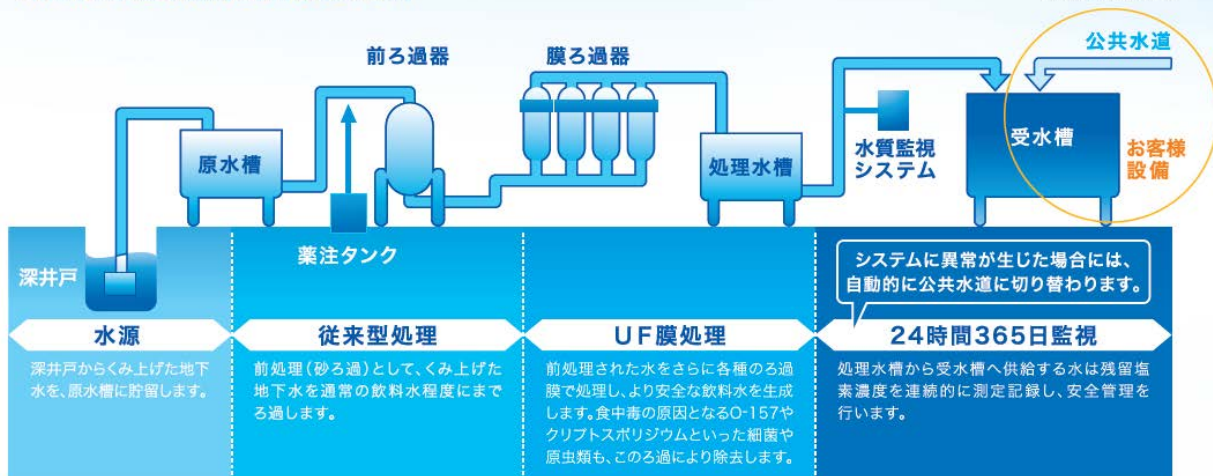 公共水道
前ろ過器
膜ろ過器
原水槽
処理水槽
水質監視
システム
受水槽
お客様
設備
薬注タンク
深井戸
システムに異常が生じた場合には、
自動的に公共水道に切り替わります。
水源
従来型処理
UF膜処理
24時間365日監視
深井戸からくみ上げた地下
水を、原水槽に貯留します。
前処理(砂ろ過)として、くみ上げた
地下水を通常の飲料水程度にまで
ろ過します。
前処理された水をさらに各種のろ過
膜で処理し、より安全な飲料水を生成
します。食中毒の原因となるO-157や
クリプトスポリジウムといった細菌や
原虫類も、このろ過により除去します。
処理水槽から受水槽へ供給する水は残留塩
素濃度を連続的に測定記録し、安全管理を
行います。